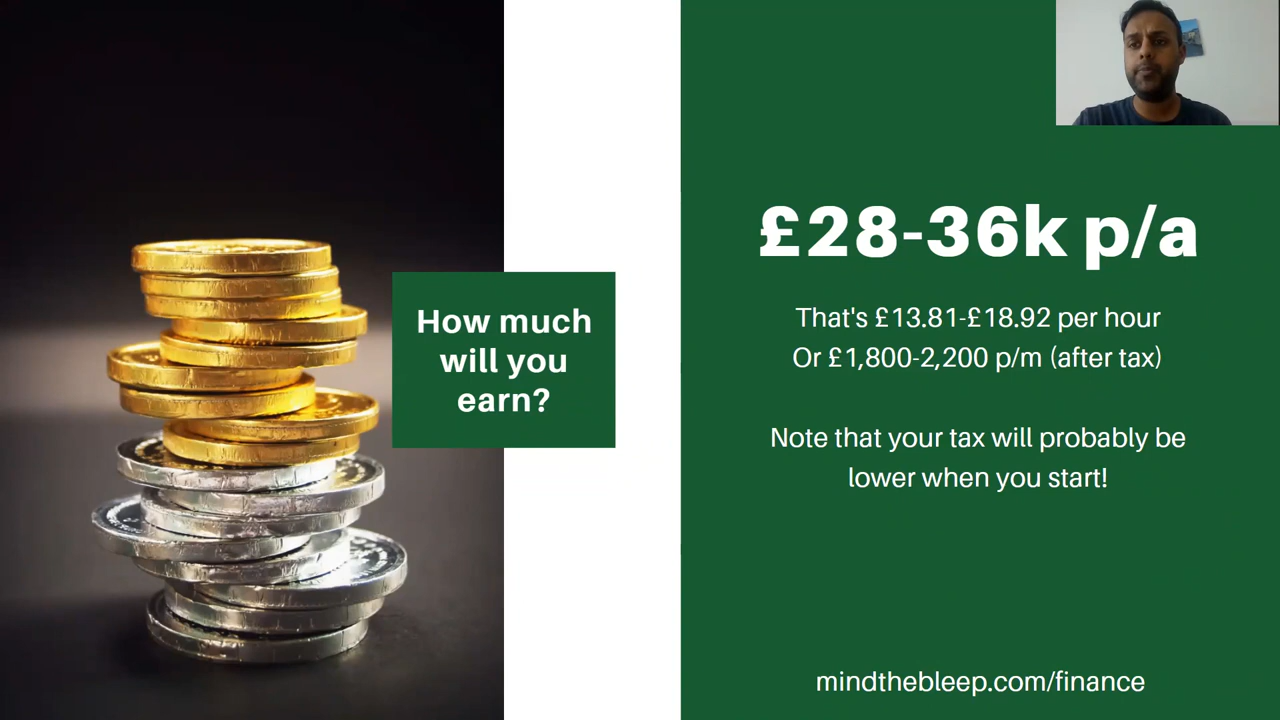 How much
will you
earn?
£28-36k p/a
That's £13.81-£18.92 per hour
Or £1,800-2,200 p/m (after tax)
Note that your tax will probably be
lower when you start!
mindthebleep.com/finance